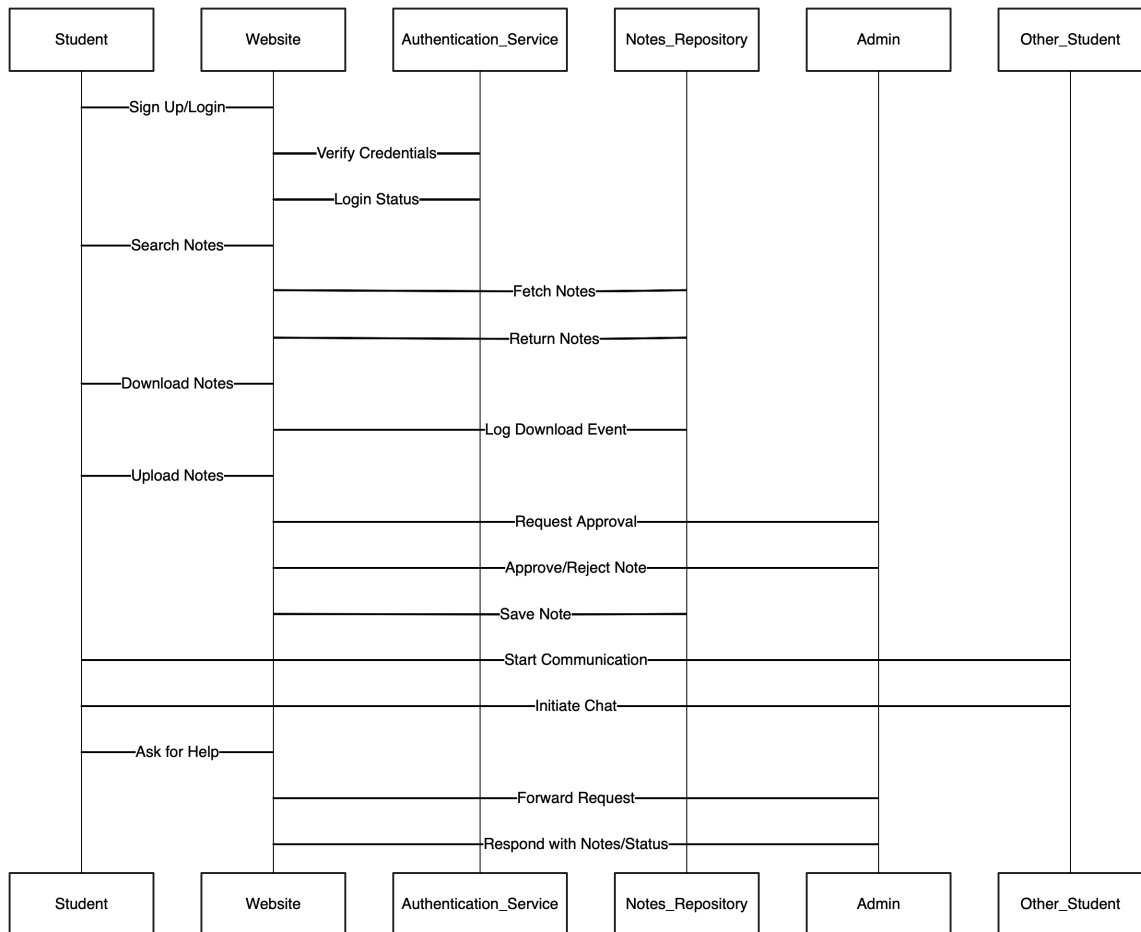 Student
Website
Authentication_Service
Notes_Repository
Admin
Other_Student
Sign Up/Login
Verify Credentials
Login Status
Search Notes
Fetch Notes
Return Notes
Download Notes
Log Download Event
Upload Notes
Request Approval
Approve/Reject Note
Save Note
Start Communication
Initiate Chat
Ask for Help
Forward Request
Respond with Notes/Status
Student
Website
Authentication_Service
Notes_Repository
Admin
Other_Student